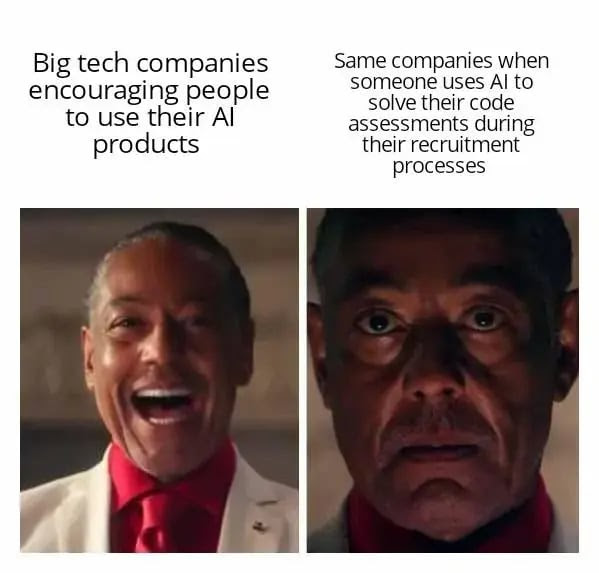 Big tech companies
encouraging people
to use their AI
products
Same companies when
someone uses AI to
solve their code
assessments during
their recruitment
processes